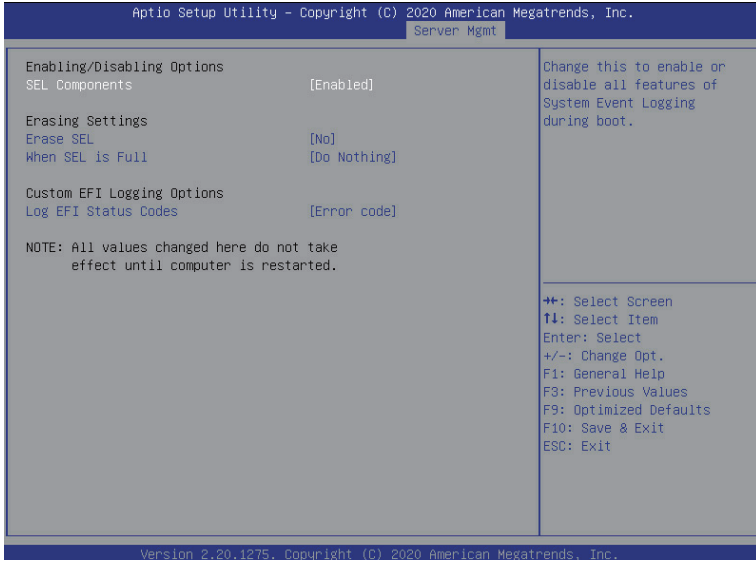 Aptio Setup Utility – Copyright (C) 2020 American Megatrends, Inc.
Server Mgmt
Enabling/Disabling Options
SEL Components [Enabled]
Erasing Settings
Erase SEL [No]
When SEL is Full [Do Nothing]
Custom EFI Logging Options
Log EFI Status Codes [Error code]
NOTE: All values changed here do not take
effect until computer is restarted.
Change this to enable or
disable all features of
System Event Logging
during boot.
→←: Select Screen
↑↓: Select Item
Enter: Select
+/-: Change Opt.
F1: General Help
F3: Previous Values
F9: Optimized Defaults
F10: Save & Exit
ESC: Exit
Version 2.20.1275. Copyright (C) 2020 American Megatrends, Inc.